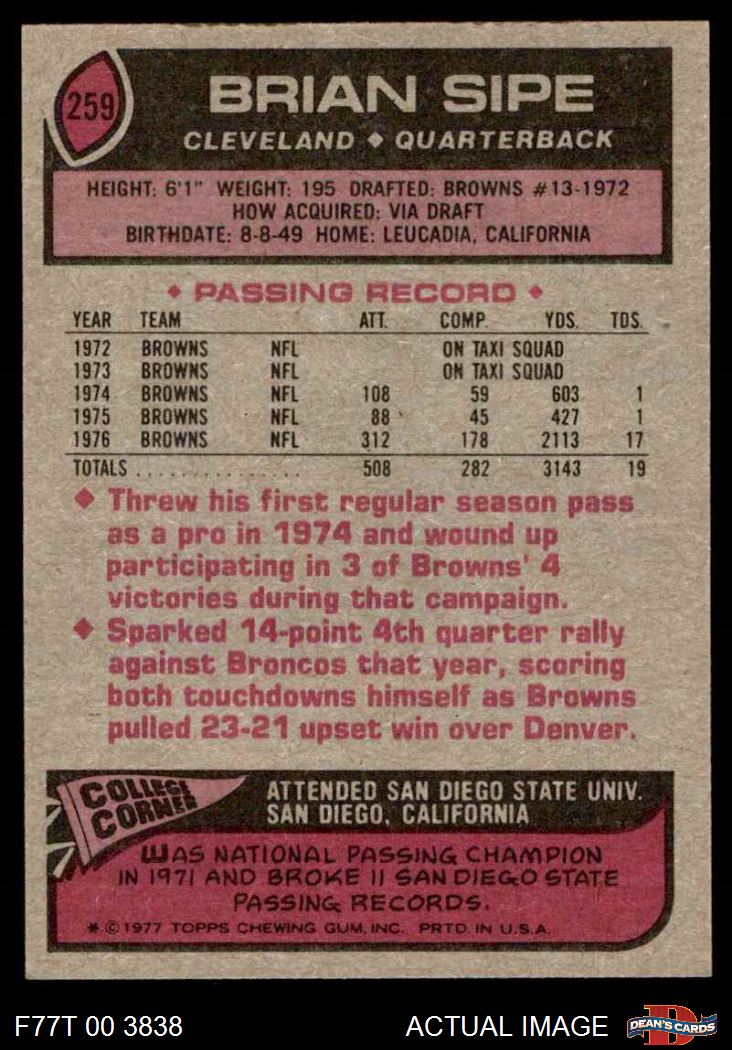 259
BRIAN SIPE
CLEVELAND ◆ QUARTERBACK
HEIGHT: 6'1" WEIGHT: 195 DRAFTED: BROWNS #13-1972
HOW ACQUIRED: VIA DRAFT
BIRTHDATE: 8-8-49 HOME: LEUCADIA, CALIFORNIA
◆ PASSING RECORD ◆
YEAR TEAM ATT. COMP. YDS. TDS.
1972 BROWNS NFL ON TAXI SQUAD
1973 BROWNS NFL ON TAXI SQUAD
1974 BROWNS NFL 108 59 603 1
1975 BROWNS NFL 88 45 427 1
1976 BROWNS NFL 312 178 2113 17
TOTALS ................ 508 282 3143 19
◆ Threw his first regular season pass
as a pro in 1974 and wound up
participating in 3 of Browns' 4
victories during that campaign.
◆ Sparked 14-point 4th quarter rally
against Broncos that year, scoring
both touchdowns himself as Browns
pulled 23-21 upset win over Denver.
COLLEGE
CORNER
ATTENDED SAN DIEGO STATE UNIV.
SAN DIEGO, CALIFORNIA
WAS NATIONAL PASSING CHAMPION
IN 1971 AND BROKE 11 SAN DIEGO STATE
PASSING RECORDS.
* © 1977 TOPPS CHEWING GUM, INC. PRTD. IN U.S.A.
F77T 00 3838
ACTUAL IMAGE
D
DEAN'S CARDS